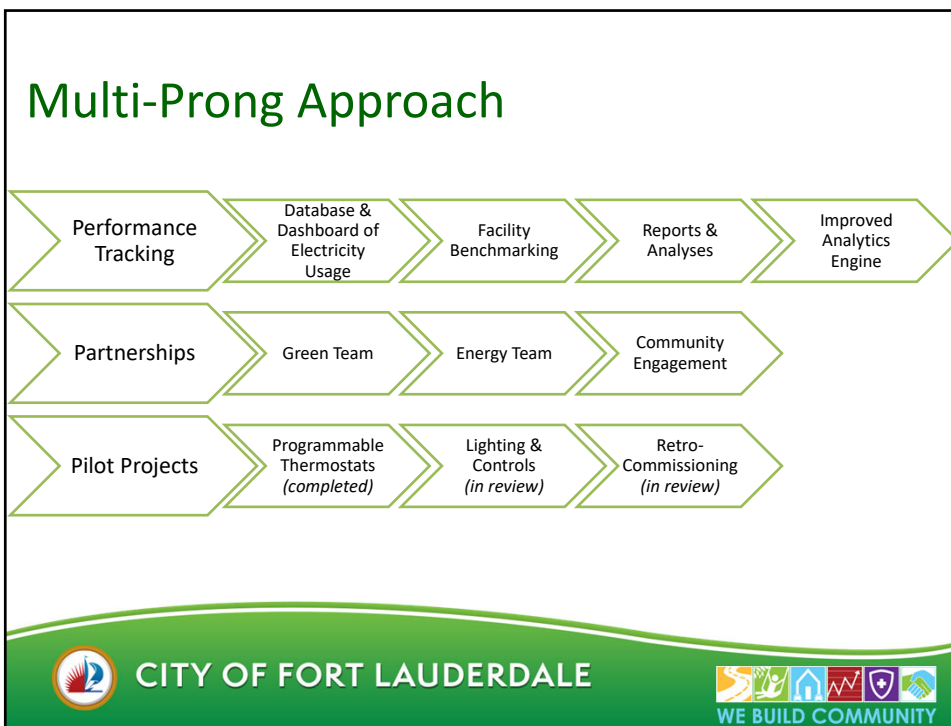 Multi-Prong Approach
Performance
Tracking
Database &
Dashboard of
Electricity
Usage
Facility
Benchmarking
Reports &
Analyses
Improved
Analytics
Engine
Partnerships
Green Team
Energy Team
Community
Engagement
Pilot Projects
Programmable
Thermostats
(completed)
Lighting &
Controls
(in review)
Retro-
Commissioning
(in review)
CITY OF FORT LAUDERDALE
WE BUILD COMMUNITY